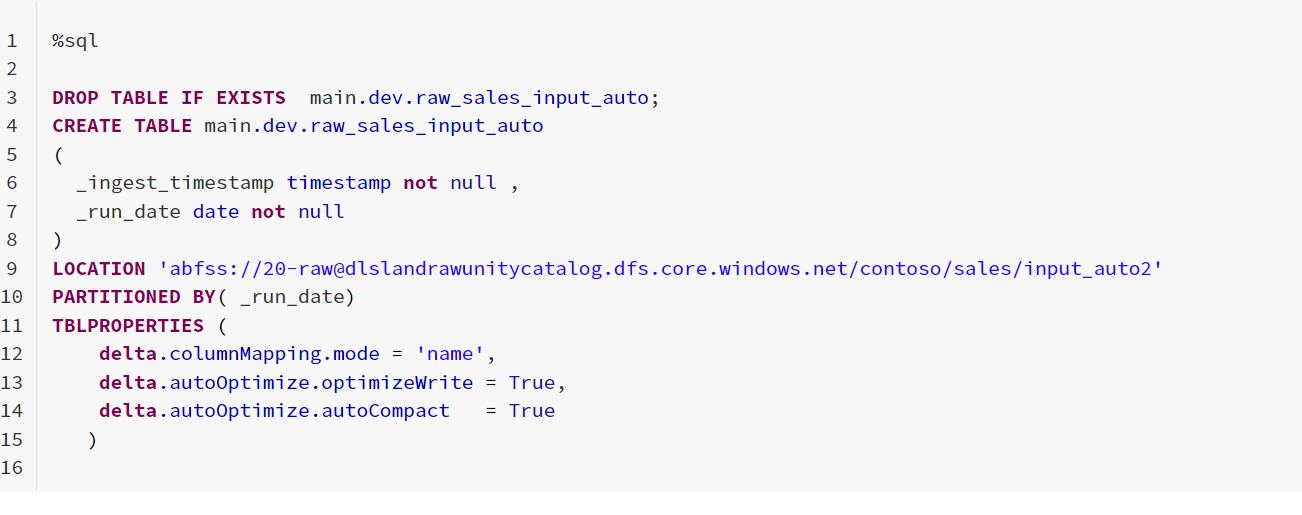 1 %sql
2
3 DROP TABLE IF EXISTS  main.dev.raw_sales_input_auto;
4 CREATE TABLE main.dev.raw_sales_input_auto
5 (
6   _ingest_timestamp timestamp not null ,
7   _run_date date not null
8 )
9 LOCATION 'abfss://20-raw@dlslandrawunitycatalog.dfs.core.windows.net/contoso/sales/input_auto2'
10 PARTITIONED BY( _run_date)
11 TBLPROPERTIES (
12     delta.columnMapping.mode = 'name',
13     delta.autoOptimize.optimizeWrite = True,
14     delta.autoOptimize.autoCompact   = True
15    )
16